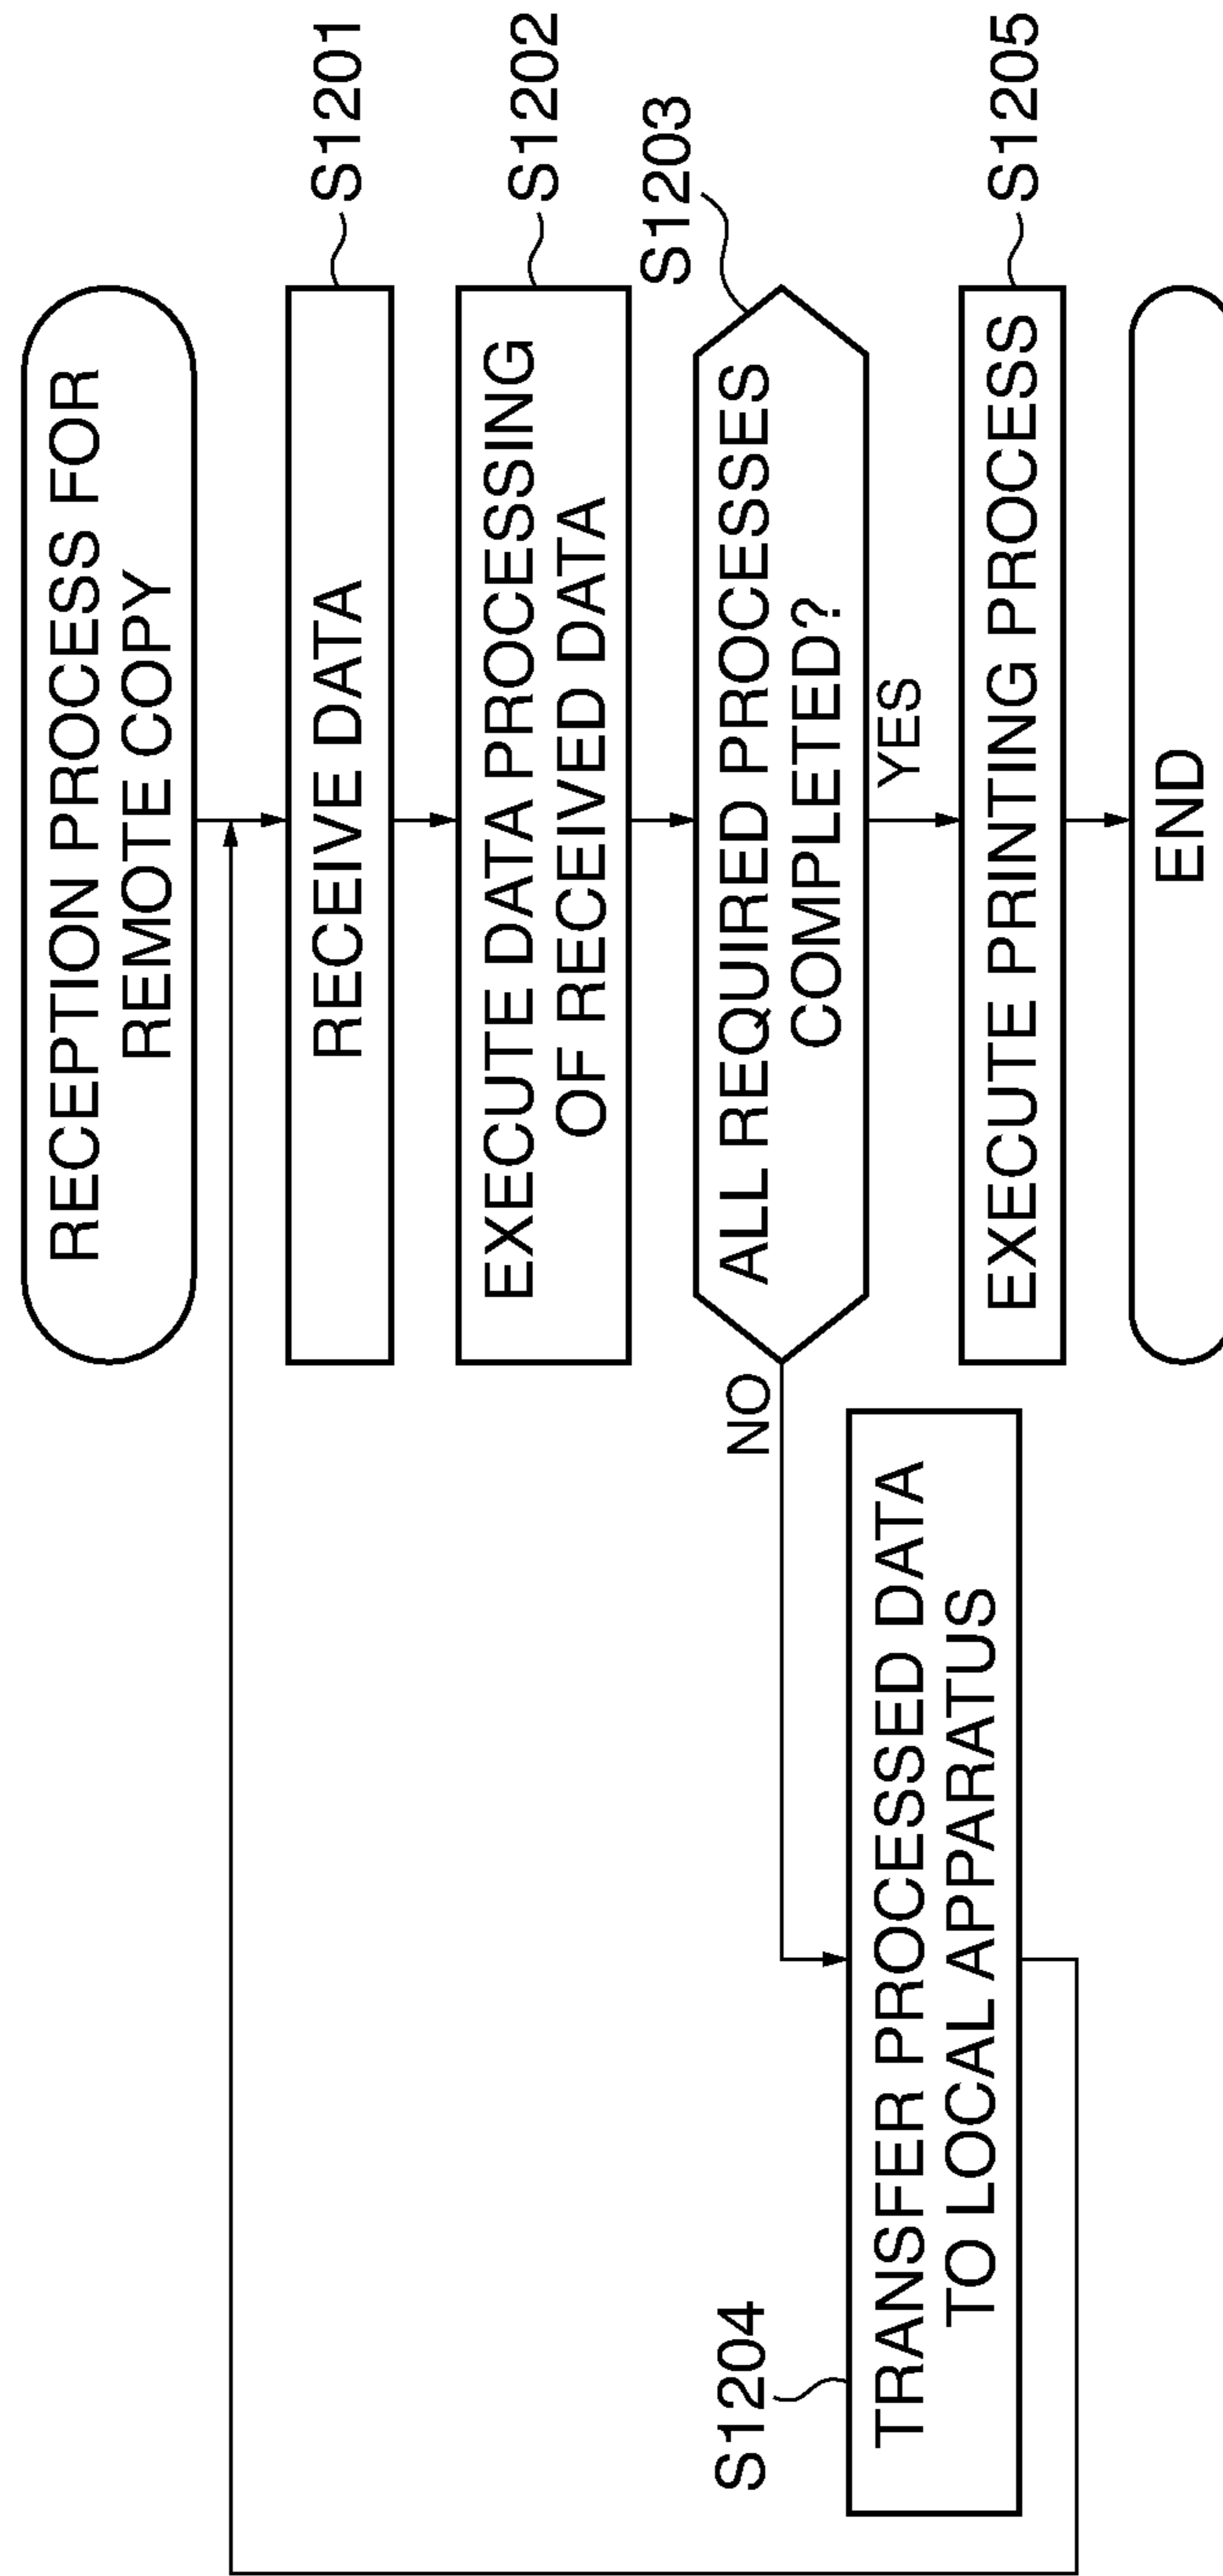 RECEPTION PROCESS FOR
REMOTE COPY
RECEIVE DATA
S1201
EXECUTE DATA PROCESSING
OF RECEIVED DATA
S1202
ALL REQUIRED PROCESSES
COMPLETED?
S1203
NO
YES
S1204
TRANSFER PROCESSED DATA
TO LOCAL APPARATUS
EXECUTE PRINTING PROCESS
S1205
END